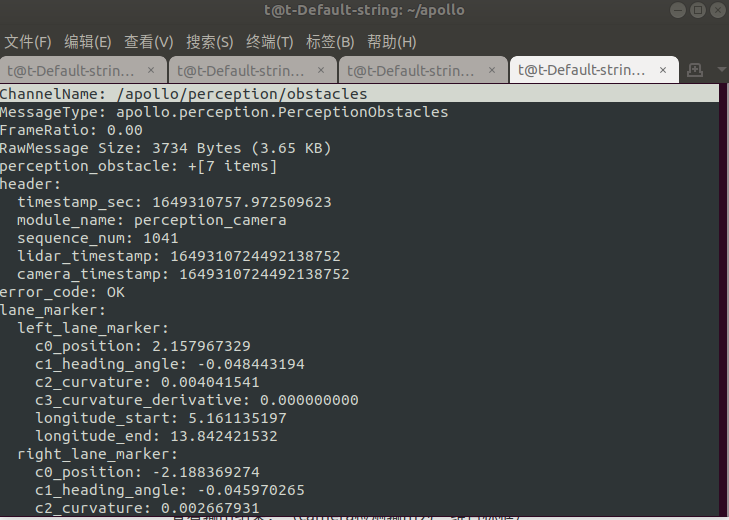 t@t-Default-string: ~/apollo
文件(F) 编辑(E) 查看(V) 搜索(S) 终端(T) 标签(B) 帮助(H)
t@t-Default-strin... × t@t-Default-strin... × t@t-Default-strin... × t@t-Default-strin... ×
ChannelName: /apollo/perception/obstacles
MessageType: apollo.perception.PerceptionObstacles
FrameRatio: 0.00
RawMessage Size: 3734 Bytes (3.65 KB)
perception_obstacle: +[7 items]
header:
timestamp_sec: 1649310757.972509623
module_name: perception_camera
sequence_num: 1041
lidar_timestamp: 1649310724492138752
camera_timestamp: 1649310724492138752
error_code: OK
lane_marker:
left_lane_marker:
c0_position: 2.157967329
c1_heading_angle: -0.048443194
c2_curvature: 0.004041541
c3_curvature_derivative: 0.000000000
longitude_start: 5.161135197
longitude_end: 13.842421532
right_lane_marker:
c0_position: -2.188369274
c1_heading_angle: -0.045970265
c2_curvature: 0.002667931